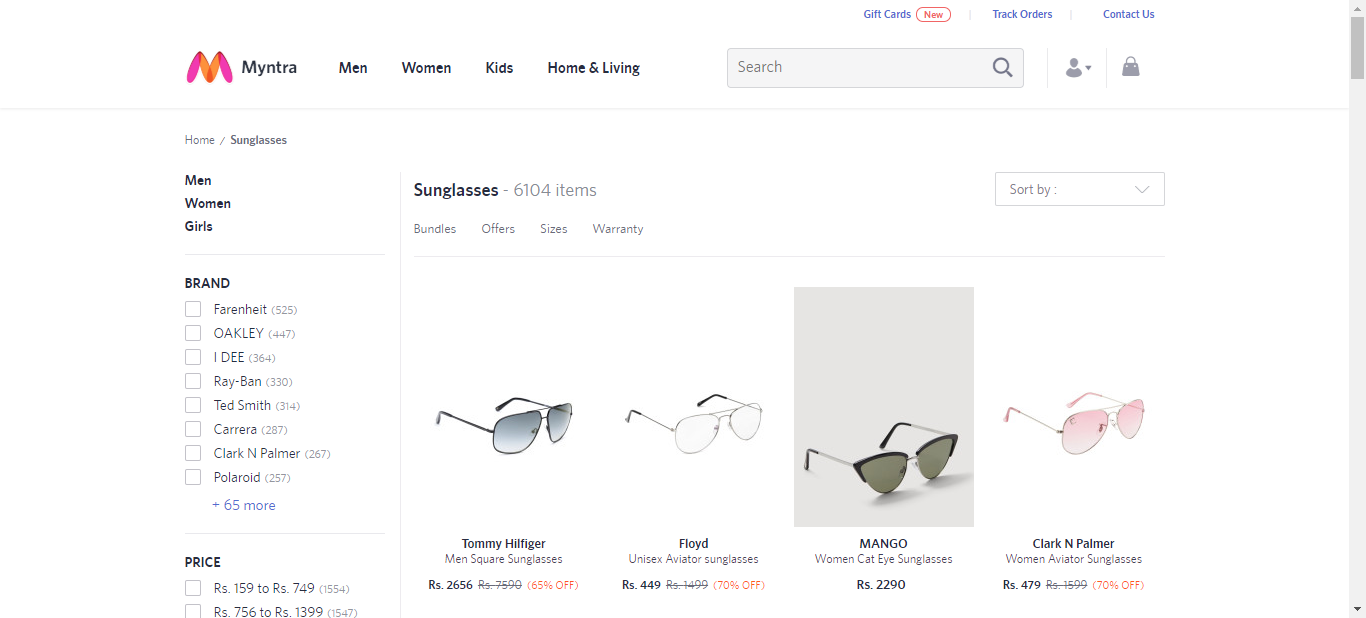 Gift Cards New Track Orders Contact Us
Myntra Men Women Kids Home & Living Search
Home / Sunglasses
Men
Women
Girls
BRAND
Farenheit (525)
OAKLEY (447)
I DEE (364)
Ray-Ban (330)
Ted Smith (314)
Carrera (287)
Clark N Palmer (267)
Polaroid (257)
+ 65 more
PRICE
Rs. 159 to Rs. 749 (1554)
Rs. 756 to Rs. 1399 (1547)
Sunglasses - 6104 items
Sort by :
Bundles Offers Sizes Warranty
Tommy Hilfiger
Men Square Sunglasses
Rs. 2656 Rs. 7590 (65% OFF)
Floyd
Unisex Aviator sunglasses
Rs. 449 Rs. 1499 (70% OFF)
MANGO
Women Cat Eye Sunglasses
Rs. 2290
Clark N Palmer
Women Aviator Sunglasses
Rs. 479 Rs. 1599 (70% OFF)